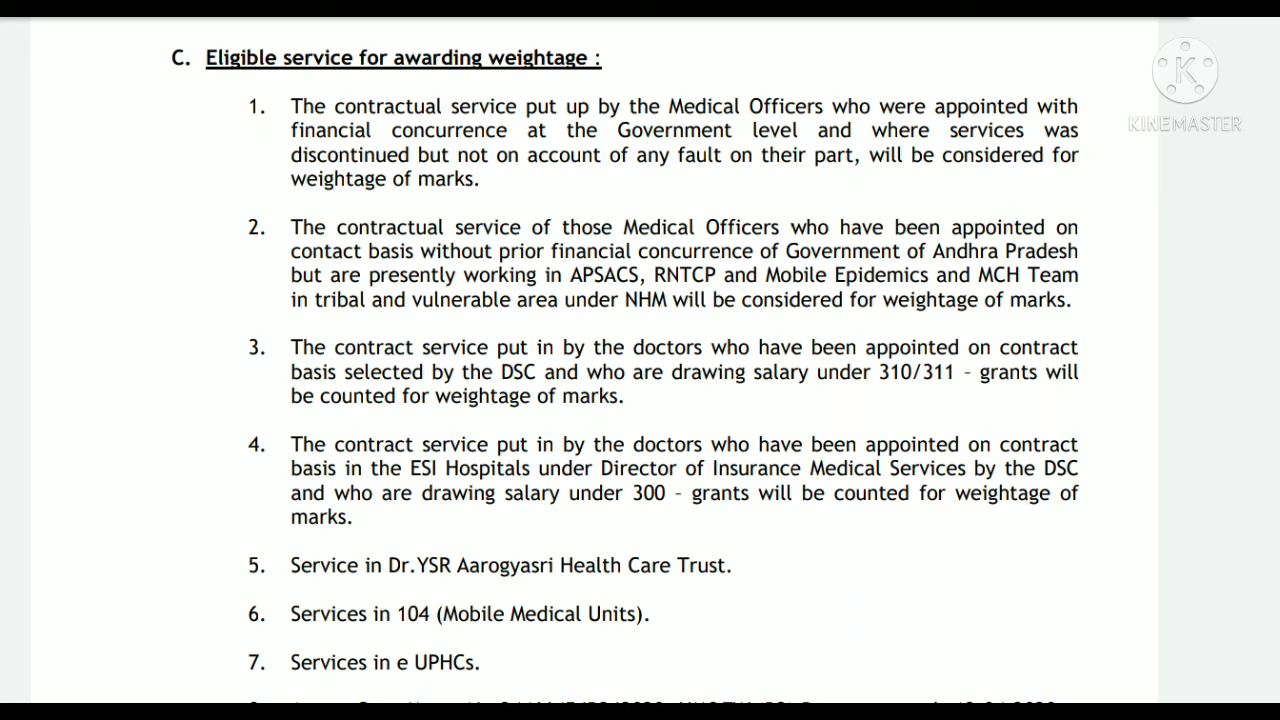 C. Eligible service for awarding weightage :
KINEMASTER
1. The contractual service put up by the Medical Officers who were appointed with
financial concurrence at the Government level and where services was
discontinued but not on account of any fault on their part, will be considered for
weightage of marks.
2. The contractual service of those Medical Officers who have been appointed on
contact basis without prior financial concurrence of Government of Andhra Pradesh
but are presently working in APSACS, RNTCP and Mobile Epidemics and MCH Team
in tribal and vulnerable area under NHM will be considered for weightage of marks.
3. The contract service put in by the doctors who have been appointed on contract
basis selected by the DSC and who are drawing salary under 310/311 – grants will
be counted for weightage of marks.
4. The contract service put in by the doctors who have been appointed on contract
basis in the ESI Hospitals under Director of Insurance Medical Services by the DSC
and who are drawing salary under 300 – grants will be counted for weightage of
marks.
5. Service in Dr.YSR Aarogyasri Health Care Trust.
6. Services in 104 (Mobile Medical Units).
7. Services in e UPHCs.